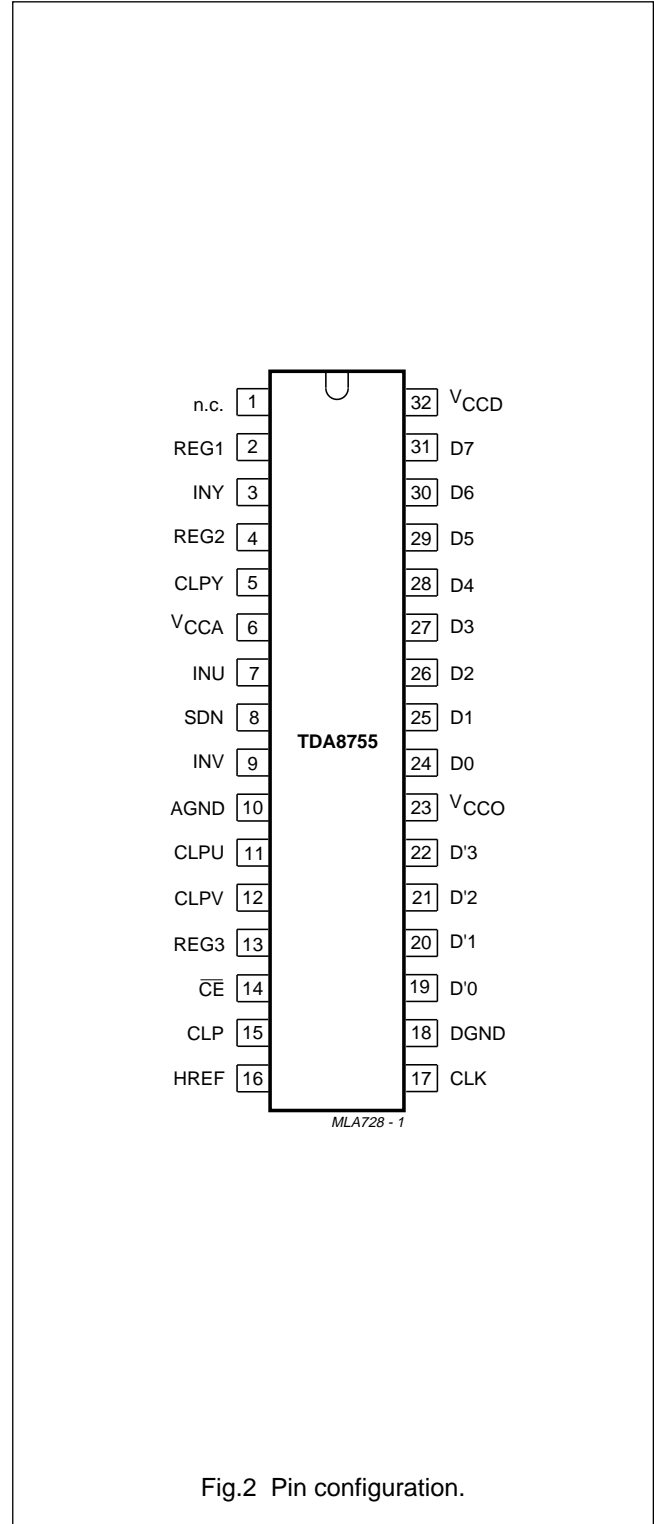 n.c. 1 32 VCCD
REG1 2 31 D7
INY 3 30 D6
REG2 4 29 D5
CLPY 5 28 D4
VCCA 6 27 D3
INU 7 26 D2
SDN 8 25 D1
TDA8755
INV 9 24 D0
AGND 10 23 VCCO
CLPU 11 22 D'3
CLPV 12 21 D'2
REG3 13 20 D'1
C̅E̅ 14 19 D'0
CLP 15 18 DGND
HREF 16 17 CLK
MLA728 - 1
Fig.2 Pin configuration.